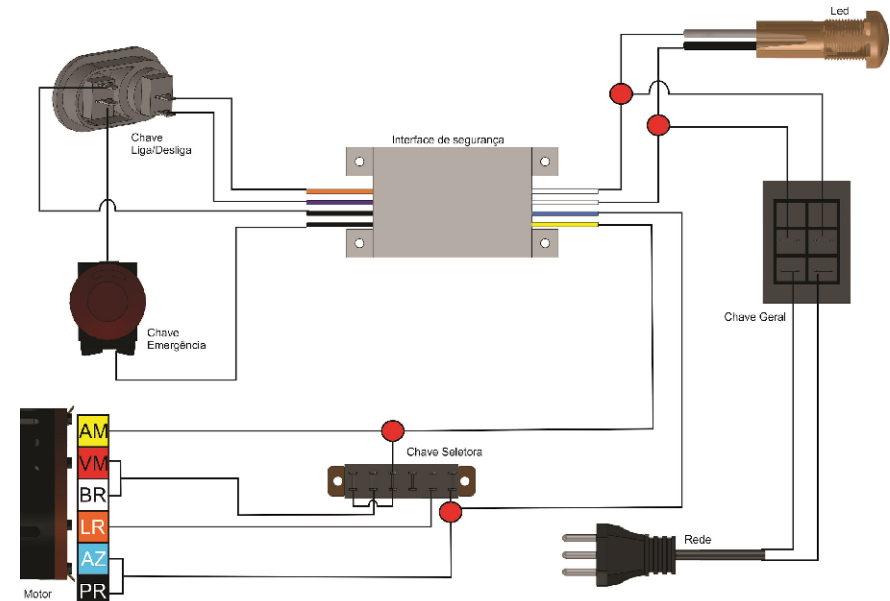 Led
Chave
Liga/Desliga
Interface de segurança
Chave Geral
Chave
Emergência
AM
VM
BR
LR
AZ
PR
Chave Seletora
Rede
Motor